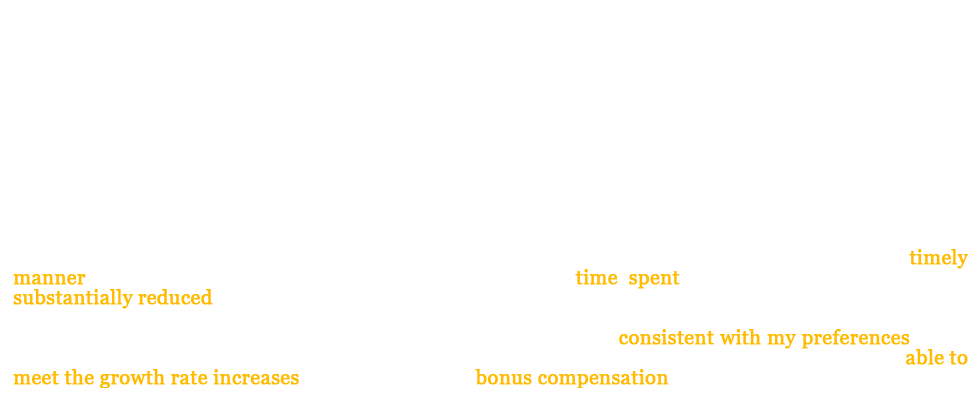 timely
manner time spent
substantially reduced
consistent with my preferences
able to
meet the growth rate increases bonus compensation